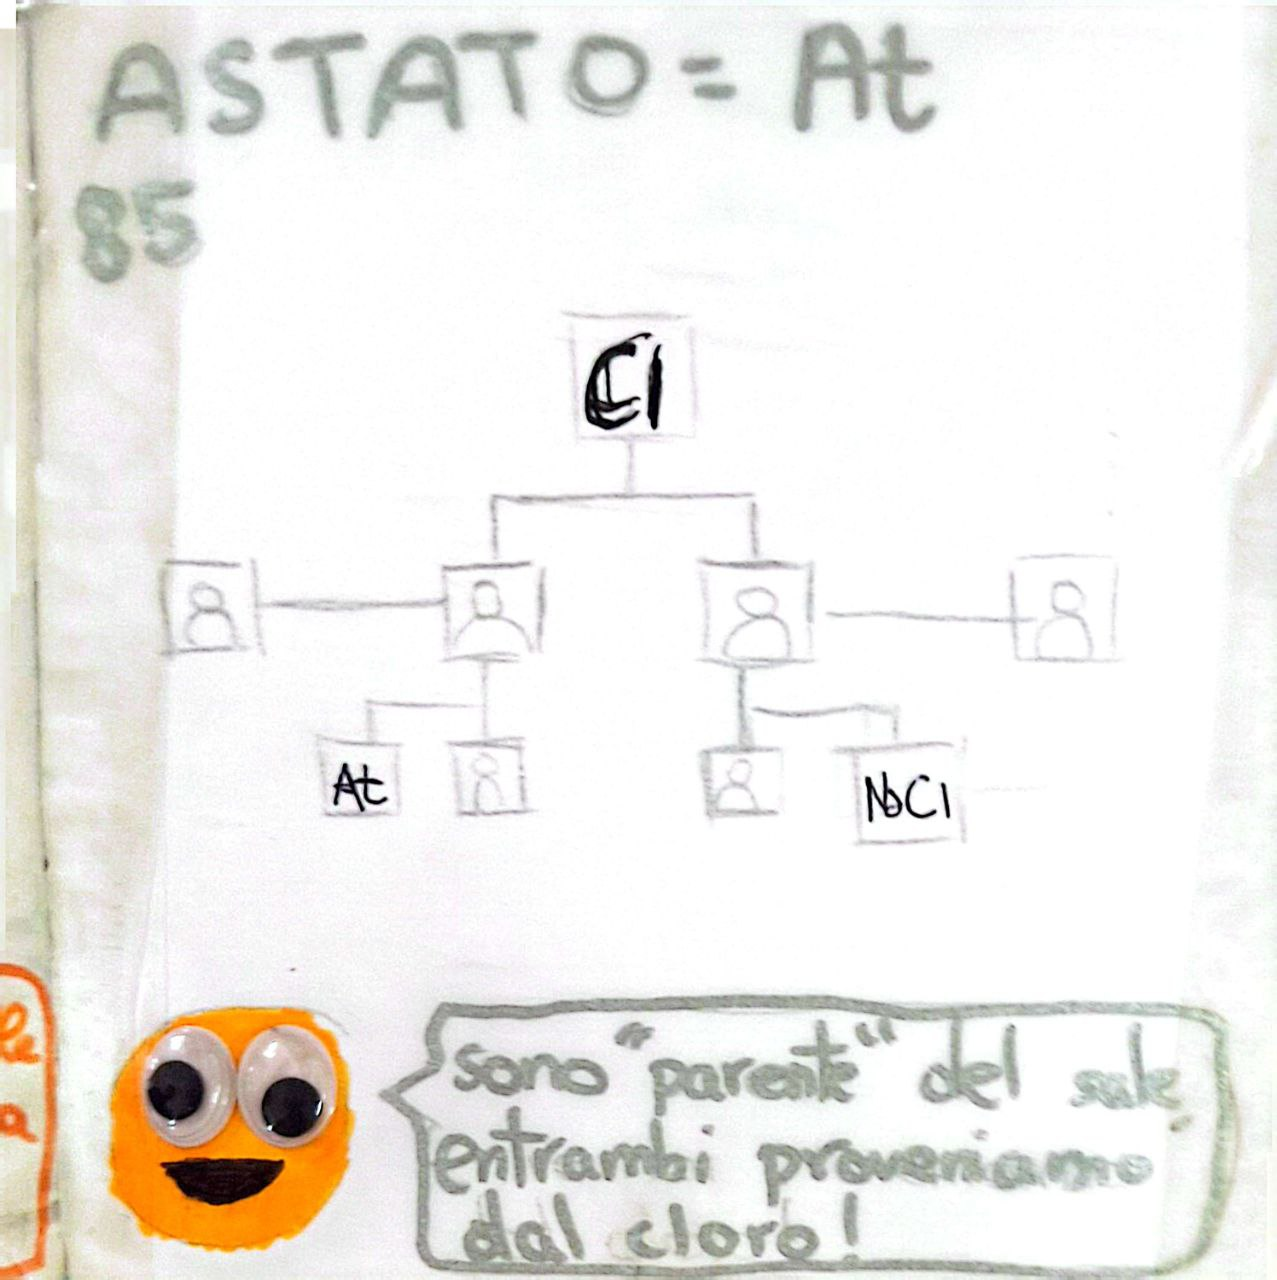 ASTATO = At
85
Cl
At
NaCl
sono "parente" del sale
entrambi proveniamo
dal cloro!
le
a